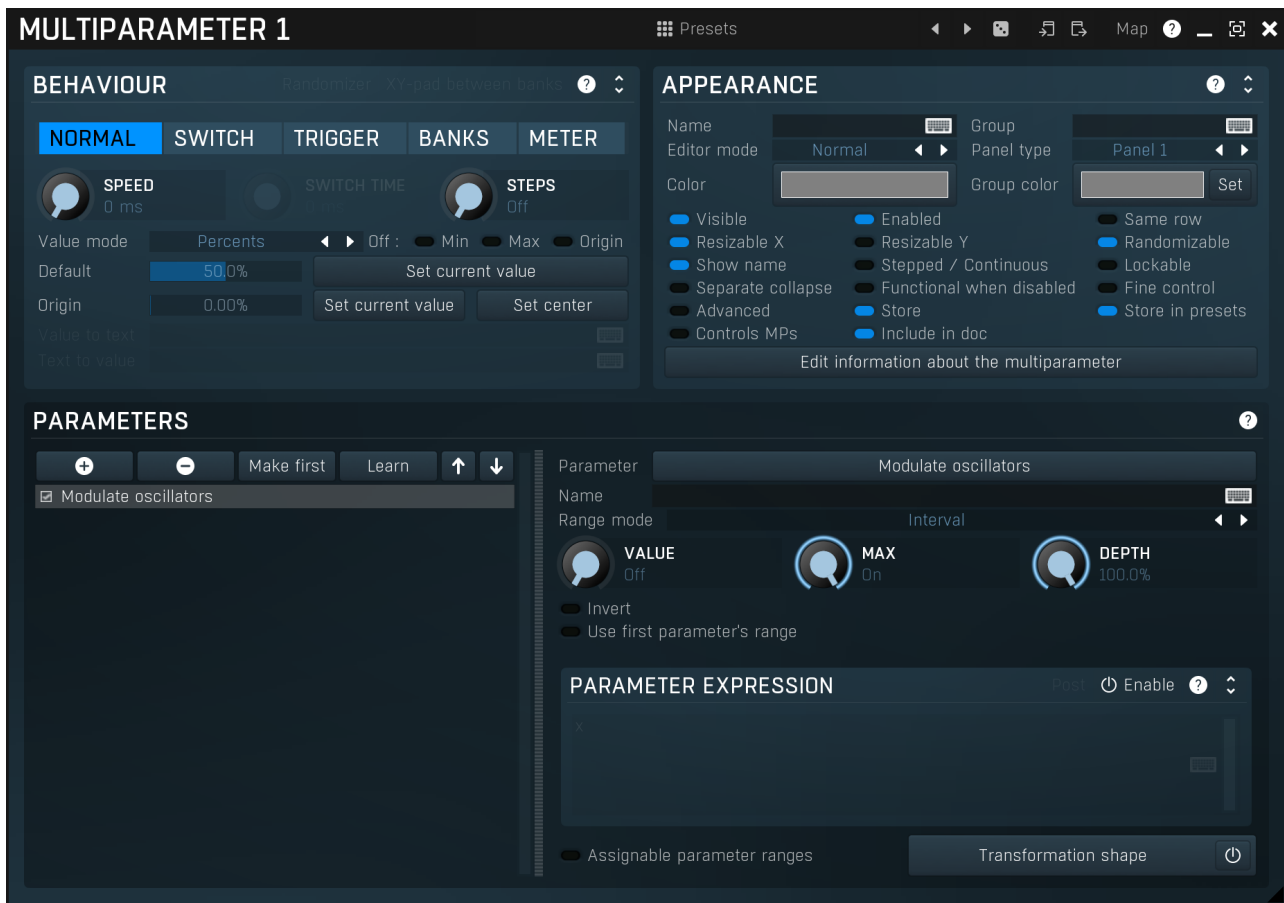 MULTIPARAMETER 1 Presets Map ?
BEHAVIOUR Randomizer XY-pad between banks ?
NORMAL SWITCH TRIGGER BANKS METER
SPEED SWITCH TIME STEPS
0 ms Off
Value mode Percents Off : Min Max Origin
Default 50.0% Set current value
Origin 0.00% Set current value Set center
Value to text
Text to value
APPEARANCE ?
Name Group
Editor mode Normal Panel type Panel 1
Color Group color Set
Visible Enabled Same row
Resizable X Resizable Y Randomizable
Show name Stepped / Continuous Lockable
Separate collapse Functional when disabled Fine control
Advanced Store Store in presets
Controls MPs Include in doc
Edit information about the multiparameter
PARAMETERS ?
Make first Learn
Modulate oscillators
Parameter Modulate oscillators
Name
Range mode Interval
VALUE MAX DEPTH
Off On 100.0%
Invert
Use first parameter's range
PARAMETER EXPRESSION Post Enable ?
x
Assignable parameter ranges Transformation shape